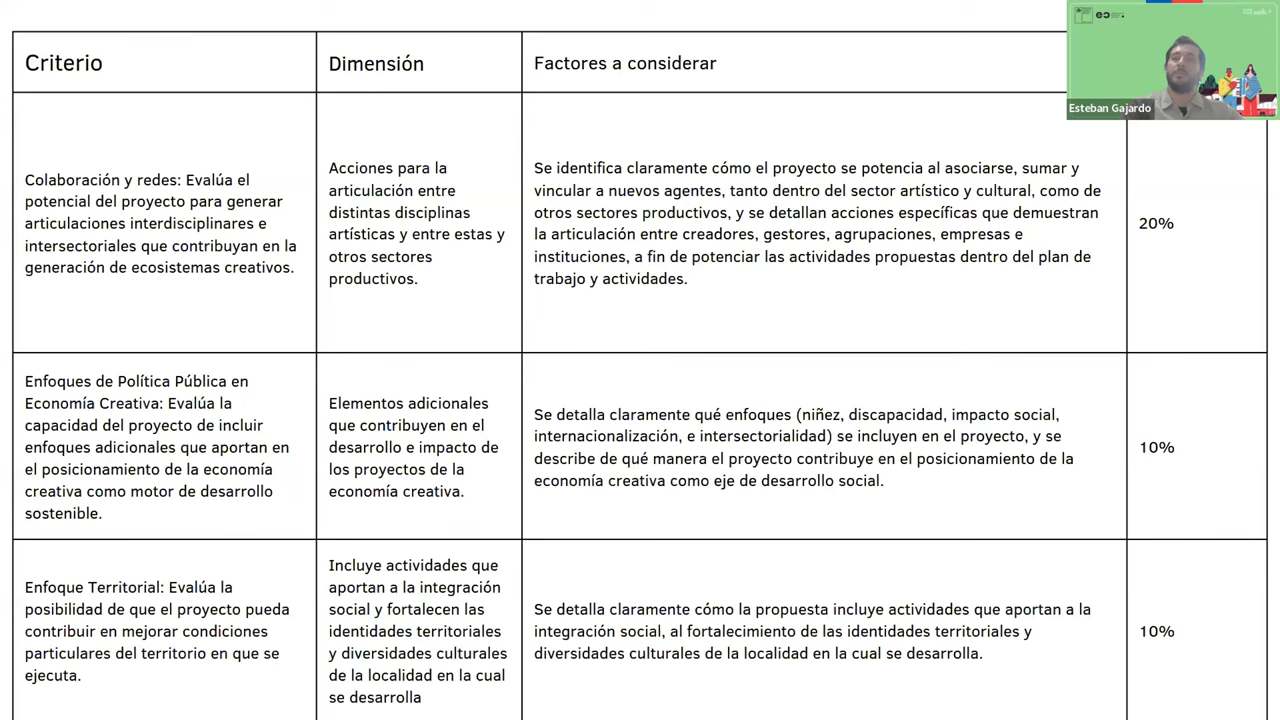 Criterio
Dimensión
Factores a considerar
Colaboración y redes: Evalúa el
potencial del proyecto para generar
articulaciones interdisciplinares e
intersectoriales que contribuyan en la
generación de ecosistemas creativos.
Acciones para la
articulación entre
distintas disciplinas
artísticas y entre estas y
otros sectores
productivos.
Se identifica claramente cómo el proyecto se potencia al asociarse, sumar y
vincular a nuevos agentes, tanto dentro del sector artístico y cultural, como de
otros sectores productivos, y se detallan acciones específicas que demuestran
la articulación entre creadores, gestores, agrupaciones, empresas e
instituciones, a fin de potenciar las actividades propuestas dentro del plan de
trabajo y actividades.
20%
Enfoques de Política Pública en
Economía Creativa: Evalúa la
capacidad del proyecto de incluir
enfoques adicionales que aportan en
el posicionamiento de la economía
creativa como motor de desarrollo
sostenible.
Elementos adicionales
que contribuyen en el
desarrollo e impacto de
los proyectos de la
economía creativa.
Se detalla claramente qué enfoques (niñez, discapacidad, impacto social,
internacionalización, e intersectorialidad) se incluyen en el proyecto, y se
describe de qué manera el proyecto contribuye en el posicionamiento de la
economía creativa como eje de desarrollo social.
10%
Enfoque Territorial: Evalúa la
posibilidad de que el proyecto pueda
contribuir en mejorar condiciones
particulares del territorio en que se
ejecuta.
Incluye actividades que
aportan a la integración
social y fortalecen las
identidades territoriales
y diversidades culturales
de la localidad en la cual
se desarrolla
Se detalla claramente cómo la propuesta incluye actividades que aportan a la
integración social, al fortalecimiento de las identidades territoriales y
diversidades culturales de la localidad en la cual se desarrolla.
10%
Esteban Gajardo